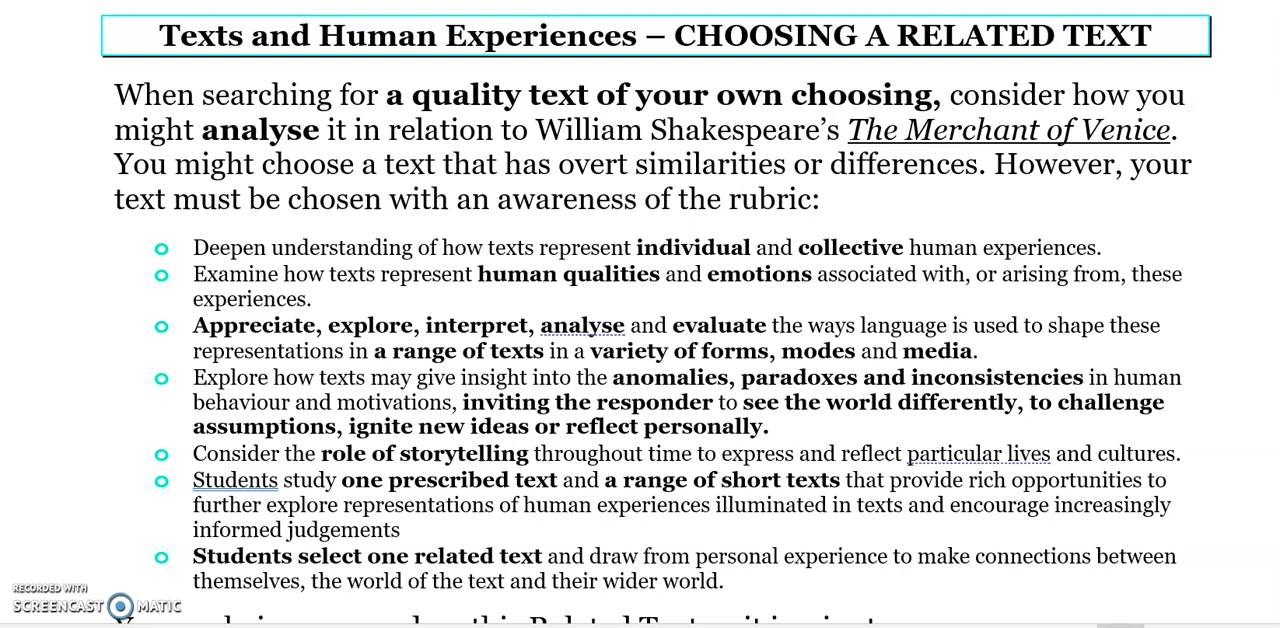 Texts and Human Experiences – CHOOSING A RELATED TEXT
When searching for a quality text of your own choosing, consider how you
might analyse it in relation to William Shakespeare’s The Merchant of Venice.
You might choose a text that has overt similarities or differences. However, your
text must be chosen with an awareness of the rubric:
Deepen understanding of how texts represent individual and collective human experiences.
Examine how texts represent human qualities and emotions associated with, or arising from, these
experiences.
Appreciate, explore, interpret, analyse and evaluate the ways language is used to shape these
representations in a range of texts in a variety of forms, modes and media.
Explore how texts may give insight into the anomalies, paradoxes and inconsistencies in human
behaviour and motivations, inviting the responder to see the world differently, to challenge
assumptions, ignite new ideas or reflect personally.
Consider the role of storytelling throughout time to express and reflect particular lives and cultures.
Students study one prescribed text and a range of short texts that provide rich opportunities to
further explore representations of human experiences illuminated in texts and encourage increasingly
informed judgements
Students select one related text and draw from personal experience to make connections between
themselves, the world of the text and their wider world.
RECORDED WITH
SCREENCAST MATIC